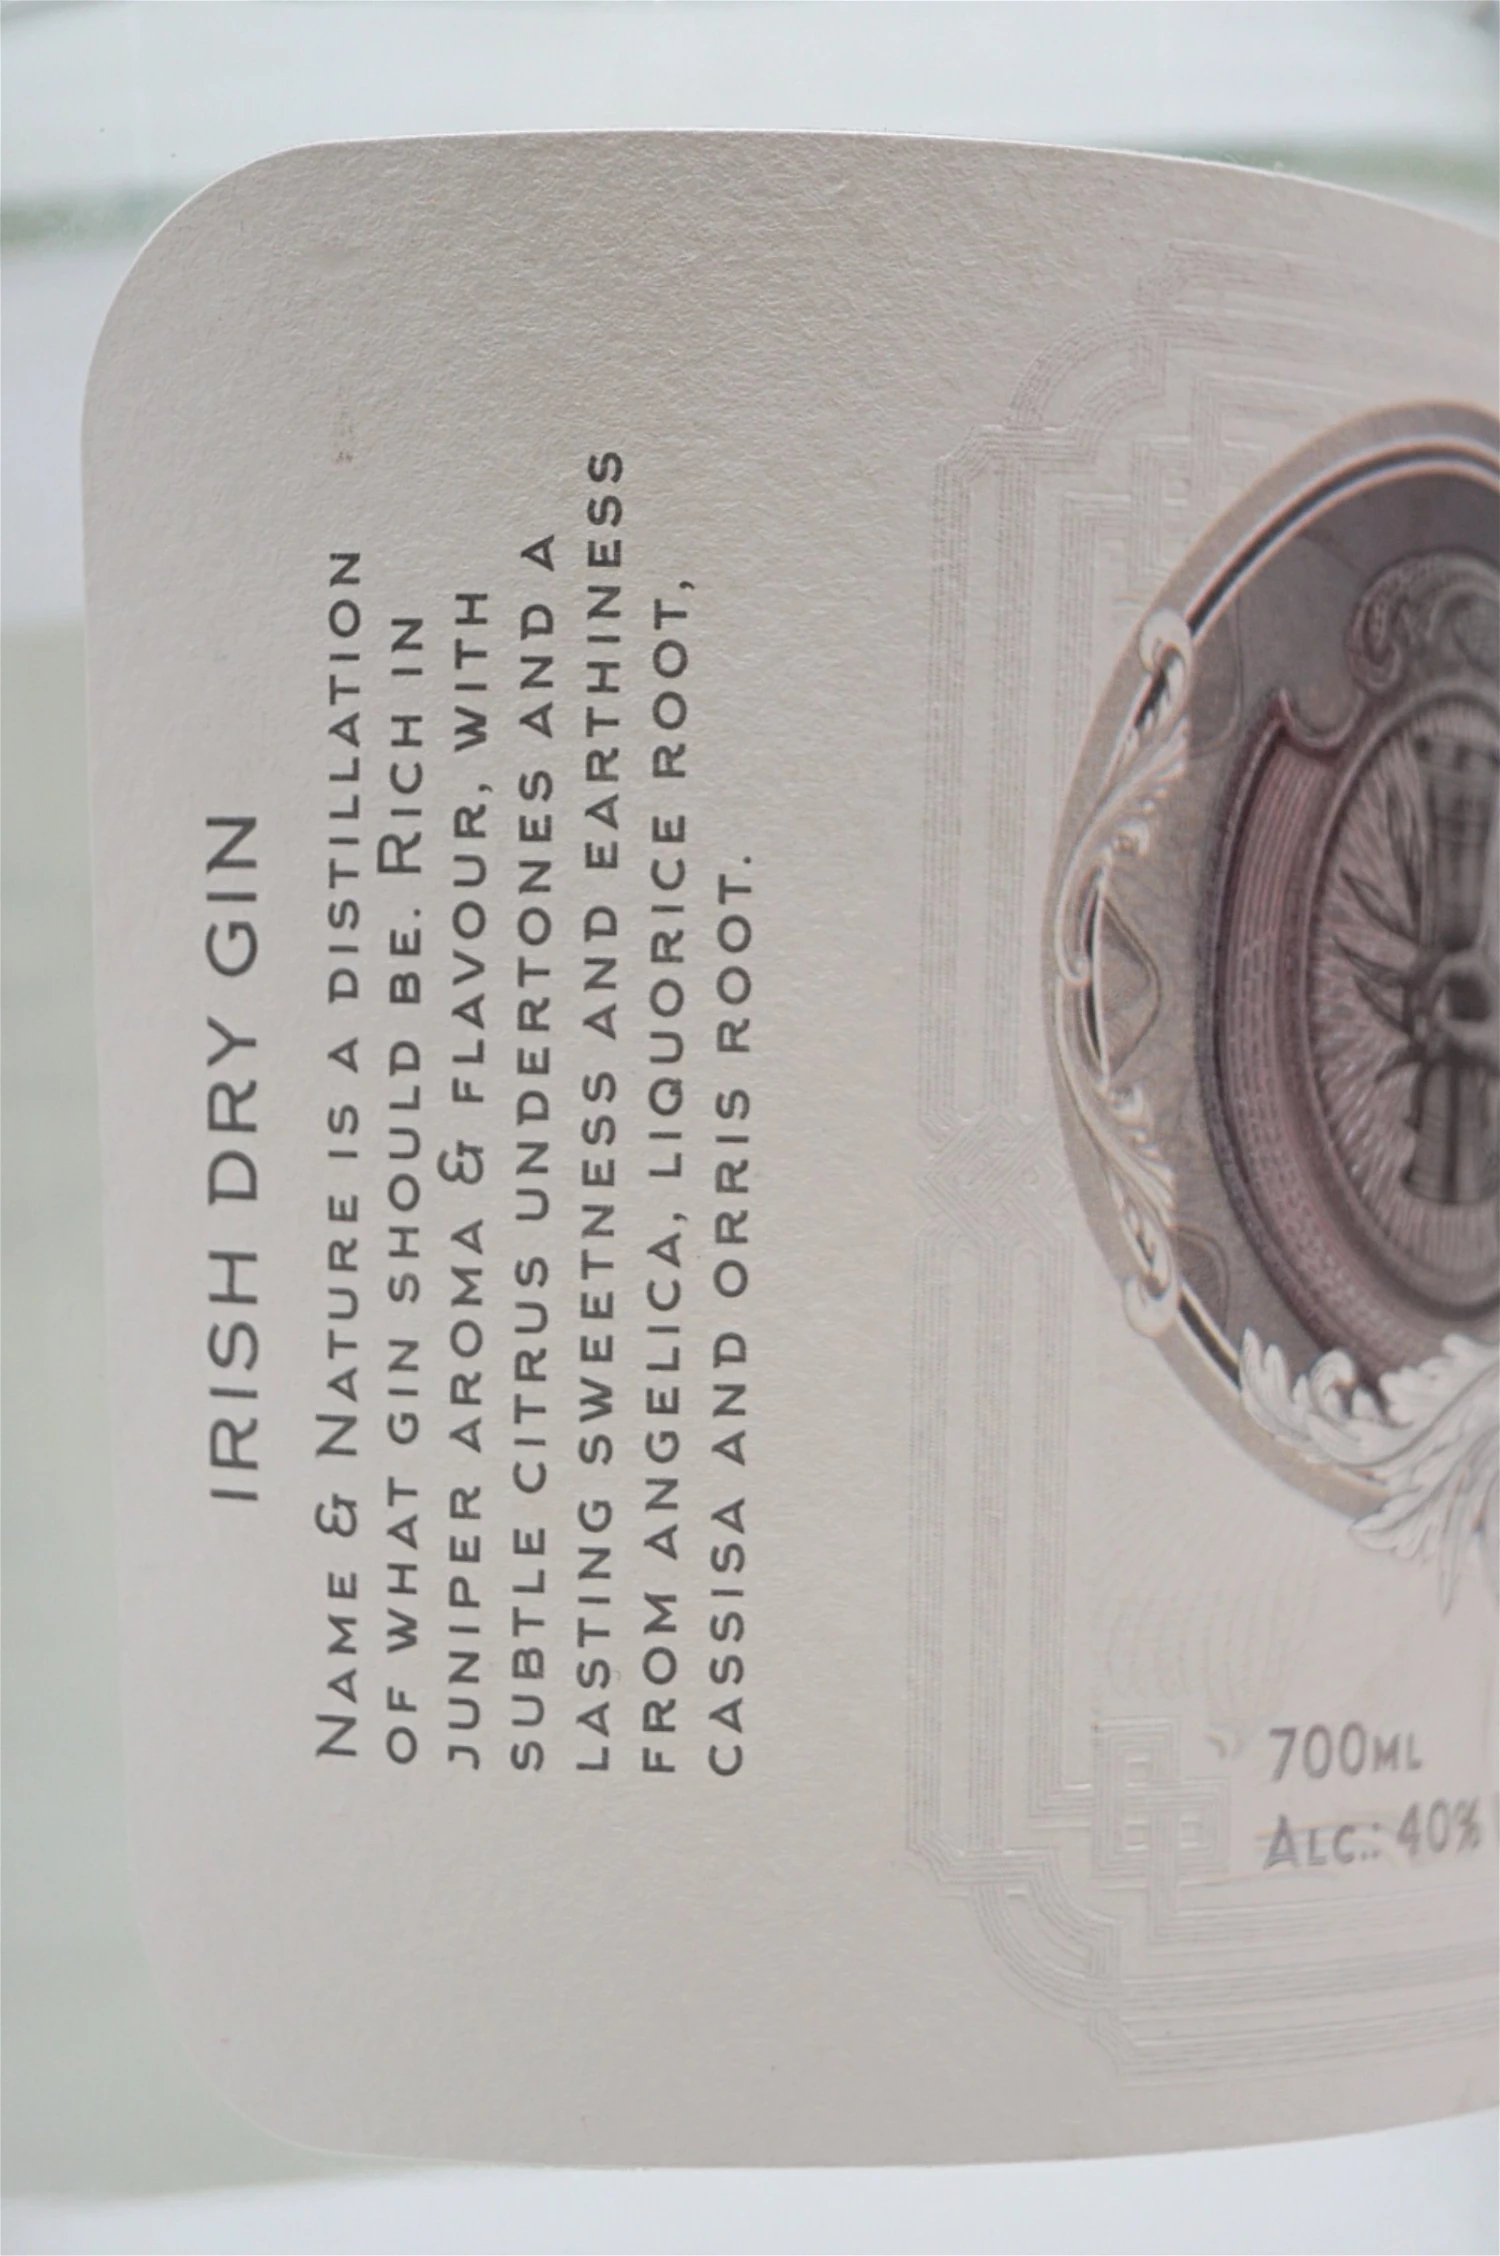 IRISH DRY GIN
NAME & NATURE IS A DISTILLATION
OF WHAT GIN SHOULD BE. RICH IN
JUNIPER AROMA & FLAVOUR, WITH
SUBTLE CITRUS UNDERTONES AND A
LASTING SWEETNESS AND EARTHINESS
FROM ANGELICA, LIQUORICE ROOT,
CASSISA AND ORRIS ROOT.
700ML
ALC.: 40%